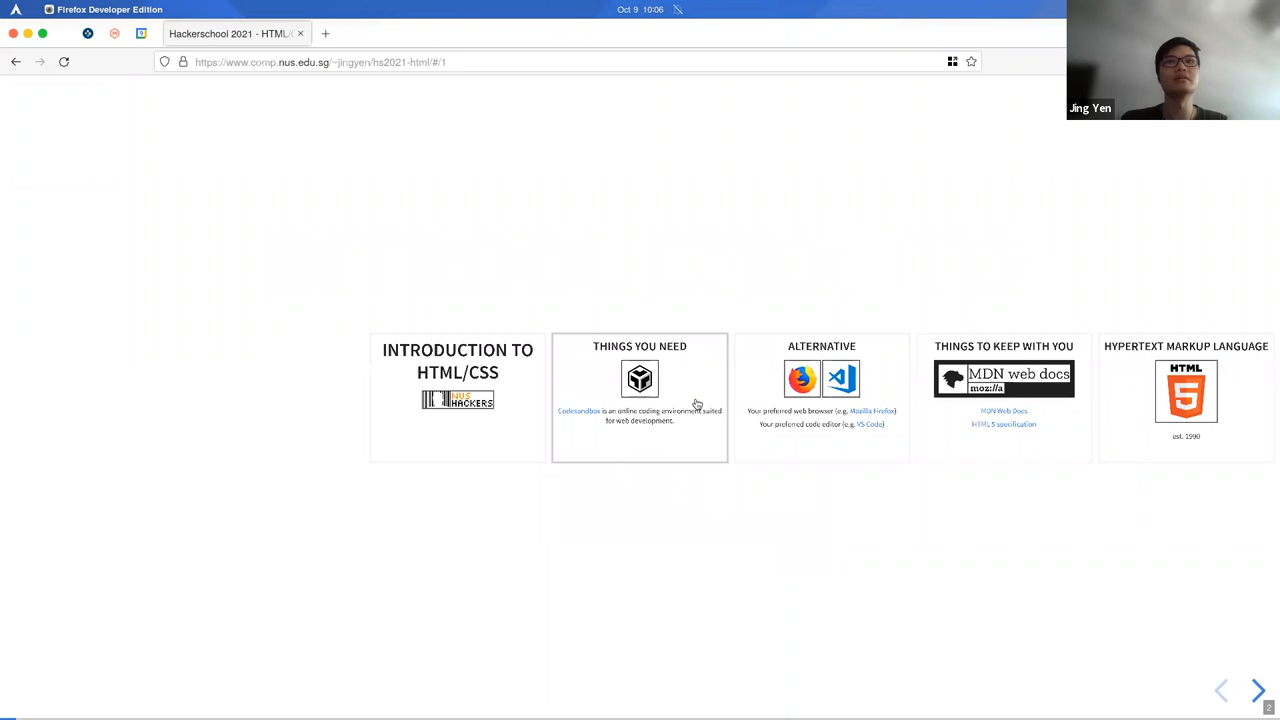 Firefox Developer Edition
Oct 9 10:06
Hackerschool 2021 - HTML/C
https://www.comp.nus.edu.sg/~jingyen/hs2021-html/#/1
Jing Yen
INTRODUCTION TO
HTML/CSS
NUS
HACKERS
THINGS YOU NEED
Codesandbox is an online coding environment suited
for web development.
ALTERNATIVE
Your preferred web browser (e.g. Mozilla Firefox)
Your preferred code editor (e.g. VS Code)
THINGS TO KEEP WITH YOU
MDN web docs
moz://a
MDN Web Docs
HTML 5 specification
HYPERTEXT MARKUP LANGUAGE
HTML
5
est. 1990
2